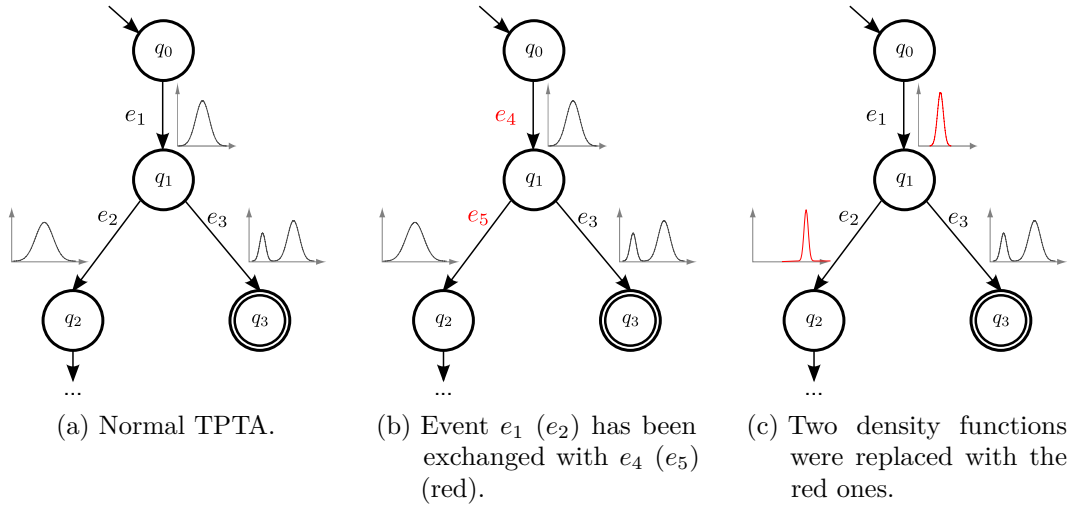 q0
e1
q1
e2
e3
q2
q3
...
(a) Normal TPTA.
q0
e4
q1
e5
e3
q2
q3
...
(b) Event e1 (e2) has been
exchanged with e4 (e5)
(red).
q0
e1
q1
e2
e3
q2
q3
...
(c) Two density functions
were replaced with the
red ones.